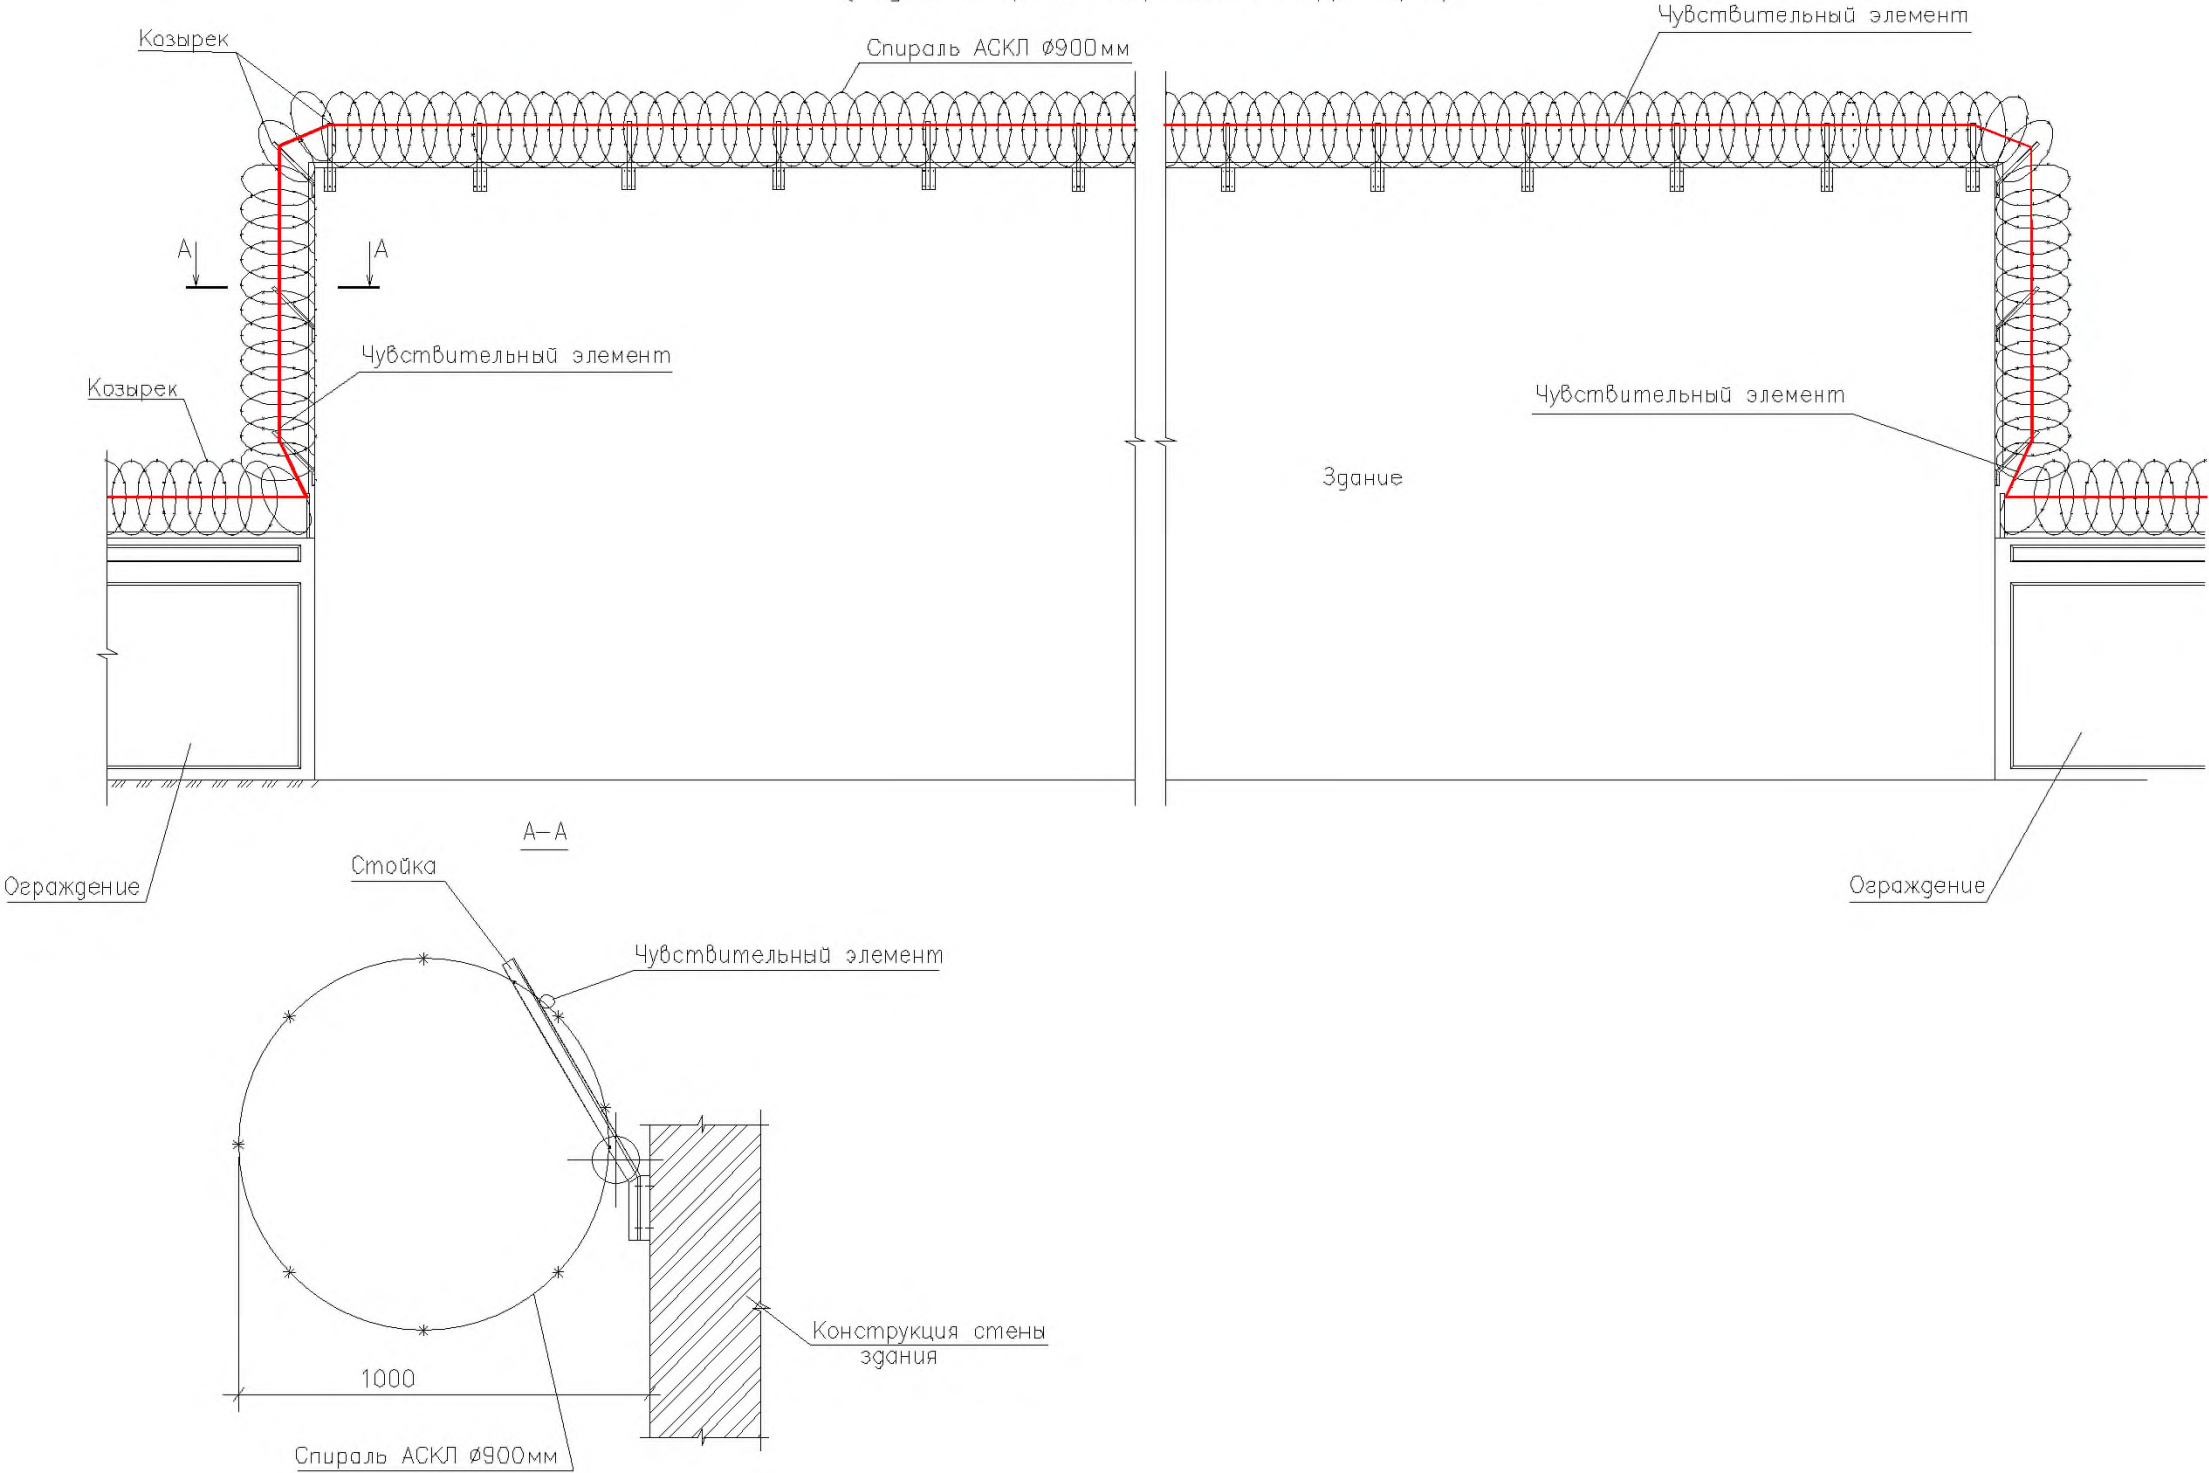 Чувствительный элемент
Козырек
Спираль АСКЛ Ø900мм
А
А
Чувствительный элемент
Козырек
Чувствительный элемент
Здание
А-А
Стойка
Ограждение
Ограждение
Чувствительный элемент
Конструкция стены
здания
1000
Спираль АСКЛ Ø900мм